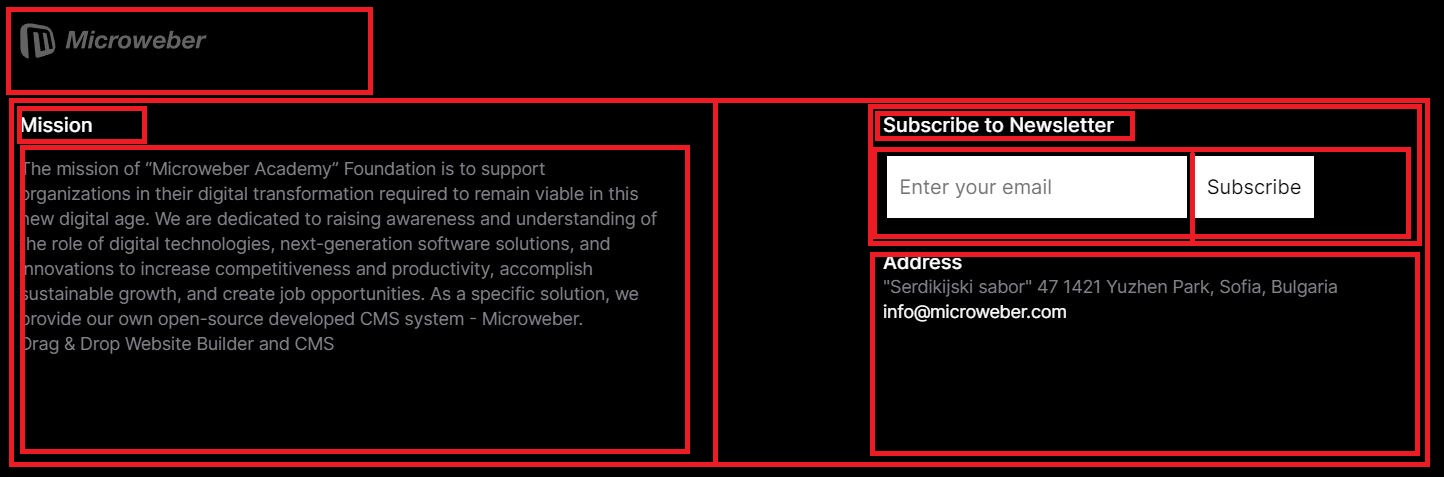 Microweber
Mission
The mission of “Microweber Academy” Foundation is to support
organizations in their digital transformation required to remain viable in this
new digital age. We are dedicated to raising awareness and understanding of
the role of digital technologies, next-generation software solutions, and
innovations to increase competitiveness and productivity, accomplish
sustainable growth, and create job opportunities. As a specific solution, we
provide our own open-source developed CMS system - Microweber.
Drag & Drop Website Builder and CMS
Subscribe to Newsletter
Enter your email
Subscribe
Address
"Serdikijski sabor" 47 1421 Yuzhen Park, Sofia, Bulgaria
info@microweber.com